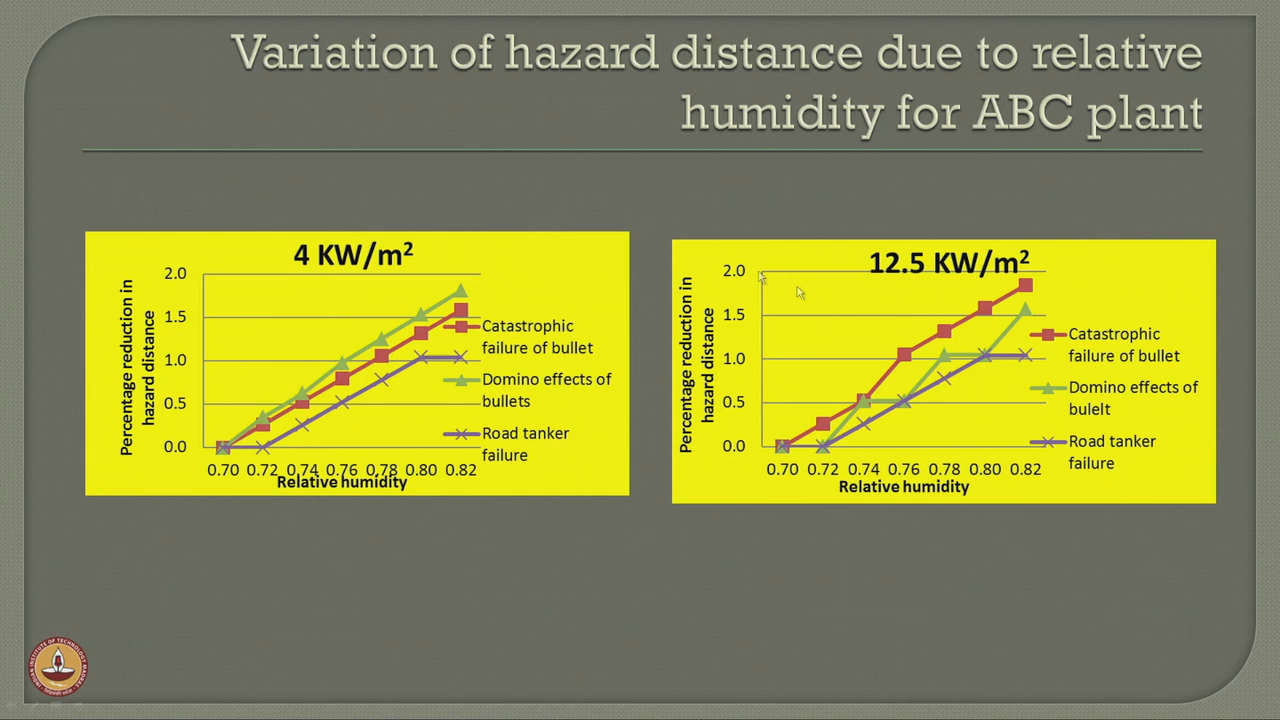 Variation of hazard distance due to relative
humidity for ABC plant
4 KW/m²
Percentage reduction in
hazard distance
2.0
1.5
1.0
0.5
0.0
0.70 0.72 0.74 0.76 0.78 0.80 0.82
Relative humidity
Catastrophic
failure of bullet
Domino effects of
bullets
Road tanker
failure
12.5 KW/m²
Percentage reduction in
hazard distance
2.0
1.5
1.0
0.5
0.0
0.70 0.72 0.74 0.76 0.78 0.80 0.82
Relative humidity
Catastrophic
failure of bullet
Domino effects of
bulelt
Road tanker
failure
INDIAN INSTITUTE OF TECHNOLOGY MADRAS